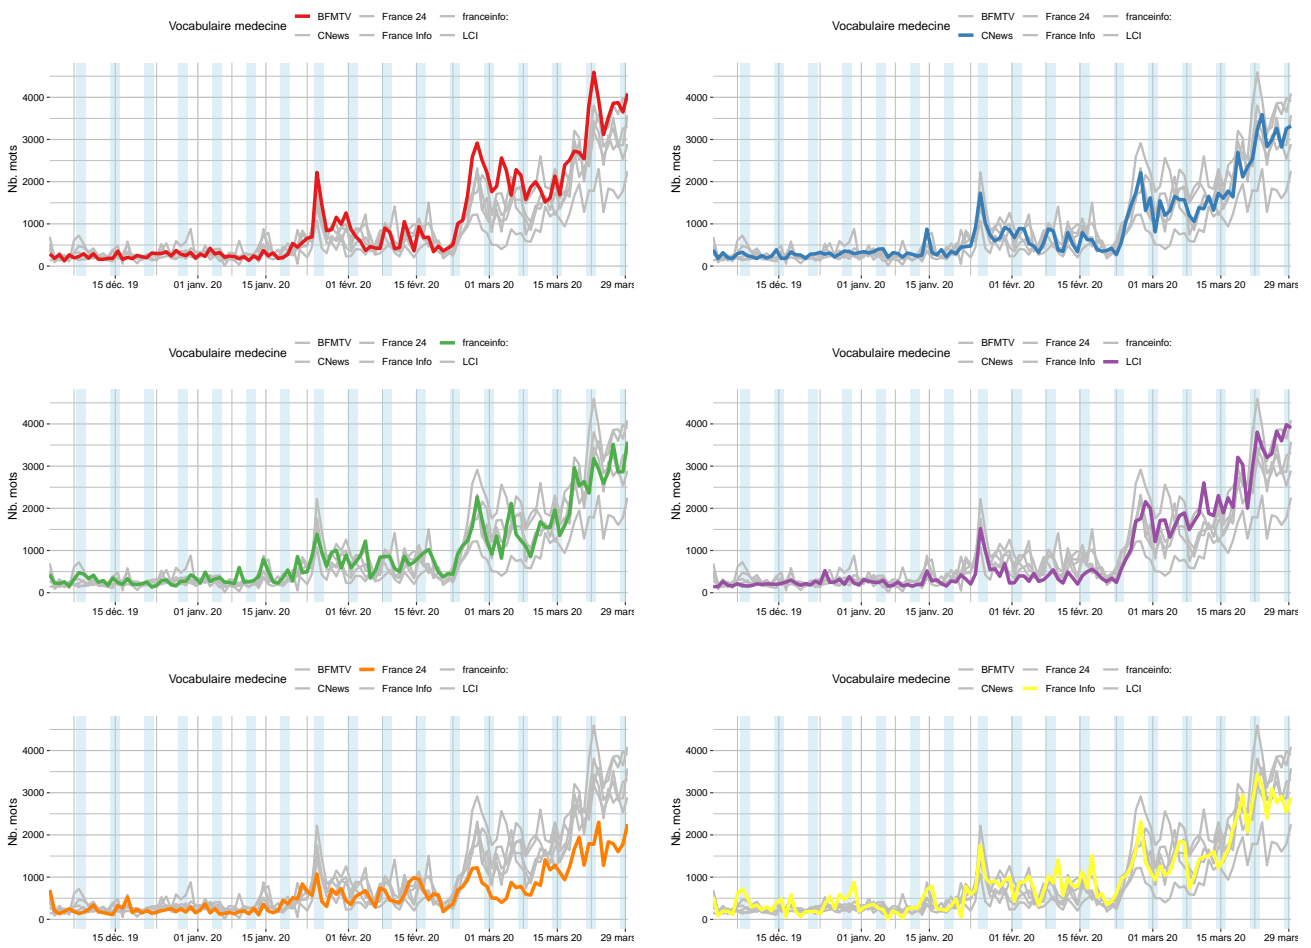 Vocabulaire medecine BFMTV France 24 franceinfo:
CNews France Info LCI
Nb. mots
4000
3000
2000
1000
0
15 déc. 19 01 janv. 20 15 janv. 20 01 févr. 20 15 févr. 20 01 mars 20 15 mars 20 29 mars
Vocabulaire medecine BFMTV France 24 franceinfo:
CNews France Info LCI
Nb. mots
4000
3000
2000
1000
0
15 déc. 19 01 janv. 20 15 janv. 20 01 févr. 20 15 févr. 20 01 mars 20 15 mars 20 29 mars
Vocabulaire medecine BFMTV France 24 franceinfo:
CNews France Info LCI
Nb. mots
4000
3000
2000
1000
0
15 déc. 19 01 janv. 20 15 janv. 20 01 févr. 20 15 févr. 20 01 mars 20 15 mars 20 29 mars
Vocabulaire medecine BFMTV France 24 franceinfo:
CNews France Info LCI
Nb. mots
4000
3000
2000
1000
0
15 déc. 19 01 janv. 20 15 janv. 20 01 févr. 20 15 févr. 20 01 mars 20 15 mars 20 29 mars
Vocabulaire medecine BFMTV France 24 franceinfo:
CNews France Info LCI
Nb. mots
4000
3000
2000
1000
0
15 déc. 19 01 janv. 20 15 janv. 20 01 févr. 20 15 févr. 20 01 mars 20 15 mars 20 29 mars
Vocabulaire medecine BFMTV France 24 franceinfo:
CNews France Info LCI
Nb. mots
4000
3000
2000
1000
0
15 déc. 19 01 janv. 20 15 janv. 20 01 févr. 20 15 févr. 20 01 mars 20 15 mars 20 29 mars